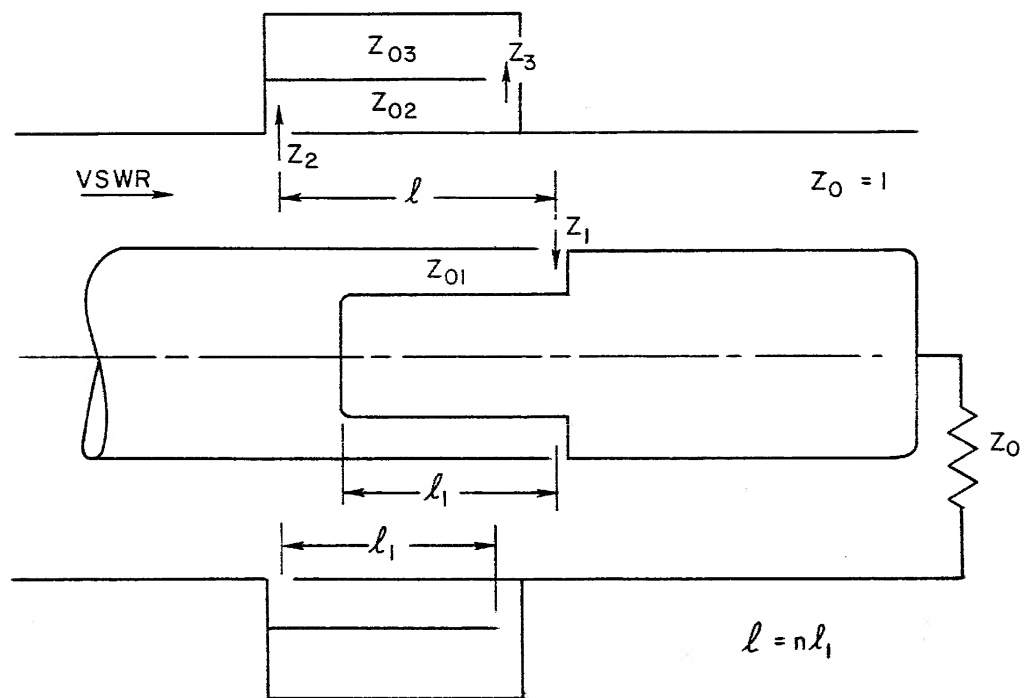 Z03
Z3
Z02
Z2
VSWR
ℓ
Z0 = 1
Z1
Z01
Z0
ℓ1
ℓ1
ℓ = nℓ1